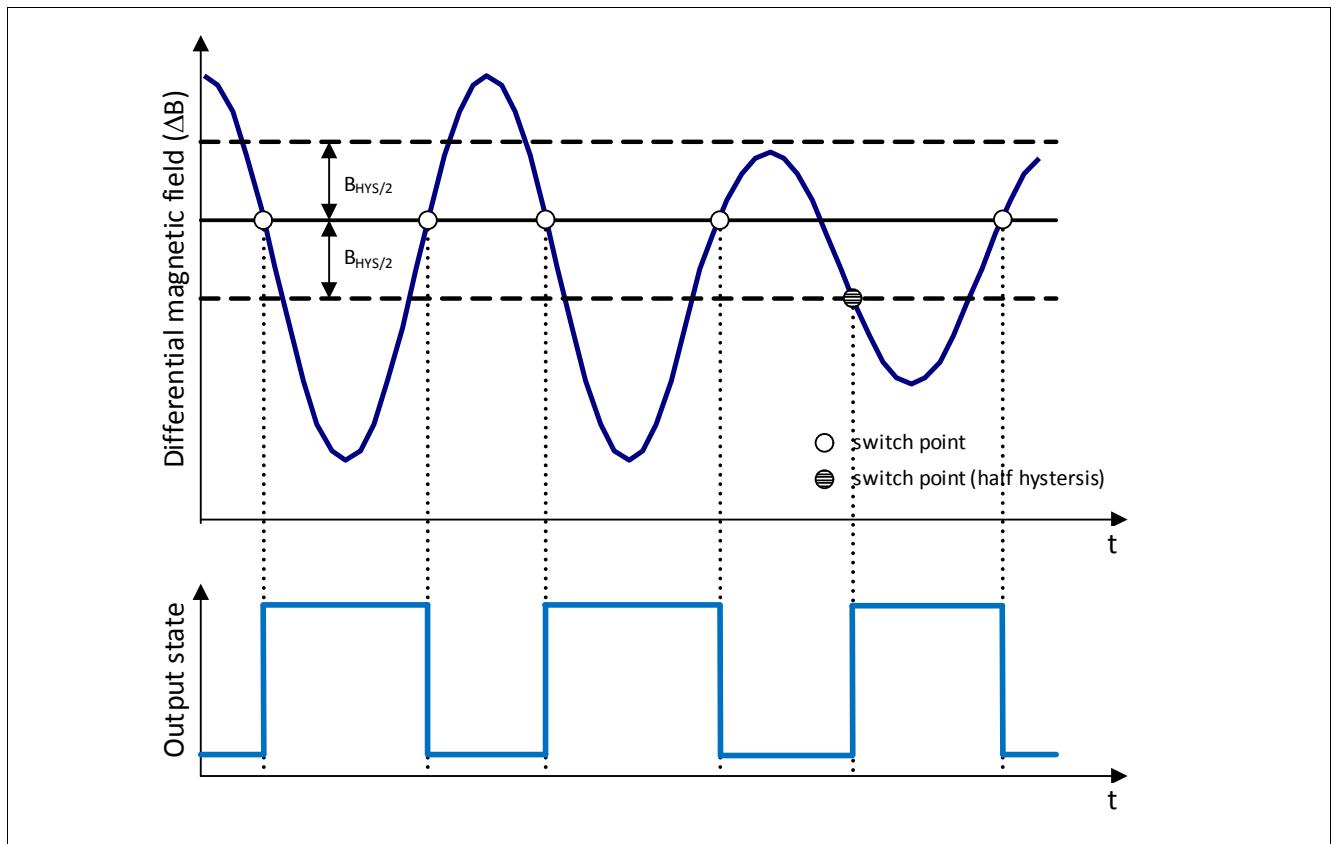 Differential magnetic field (ΔB)
BHYS/2
BHYS/2
switch point
switch point (half hystersis)
t
Output state
t